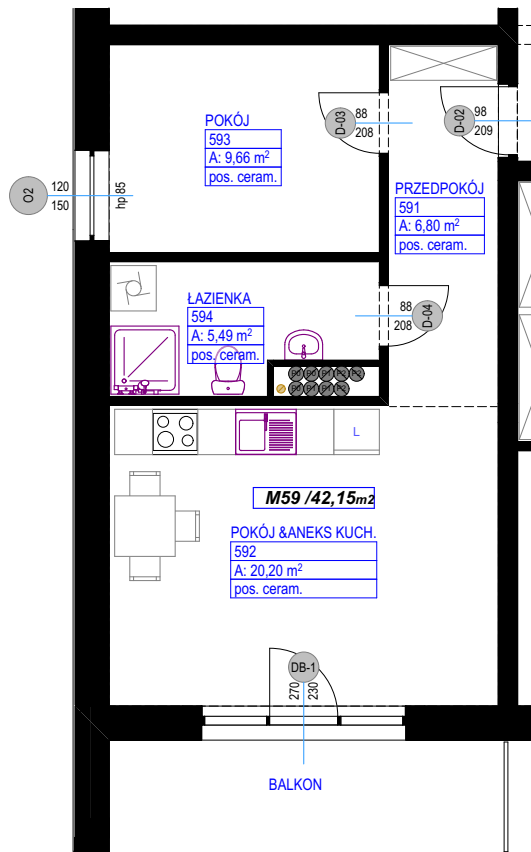 POKÓJ
593
A: 9,66 m²
pos. ceram.
D-03
88
208
D-02
98
209
O2
120
150
hp 85
PRZEDPOKÓJ
591
A: 6,80 m²
pos. ceram.
ŁAZIENKA
594
A: 5,49 m²
pos. ceram.
88
208
D-04
L
M59 /42,15m2
POKÓJ &ANEKS KUCH.
592
A: 20,20 m²
pos. ceram.
DB-1
270
230
BALKON